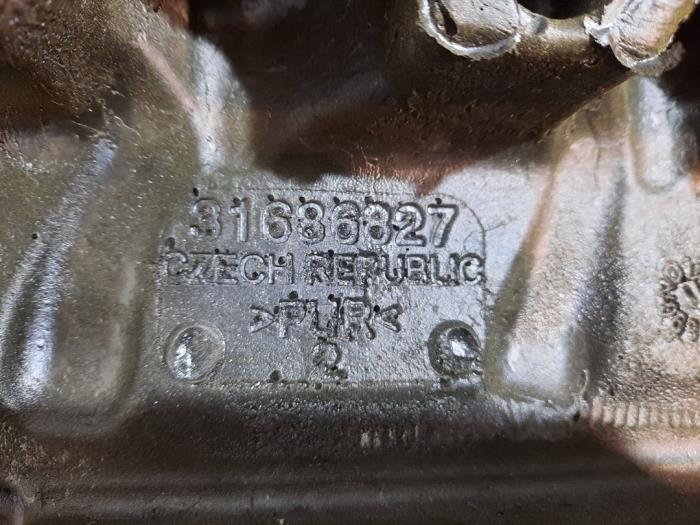 31686827
CZECH REPUBLIC
>PUR<
2